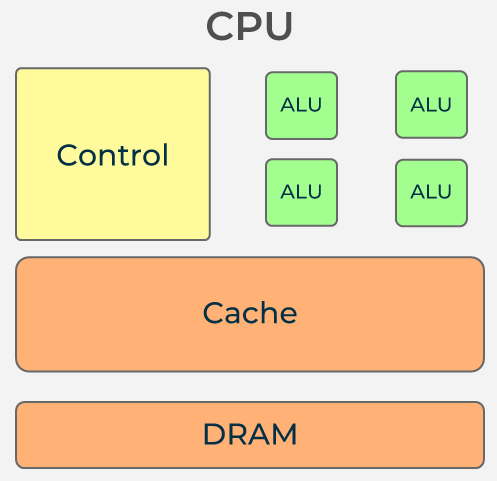 CPU
Control
ALU
ALU
ALU
ALU
Cache
DRAM